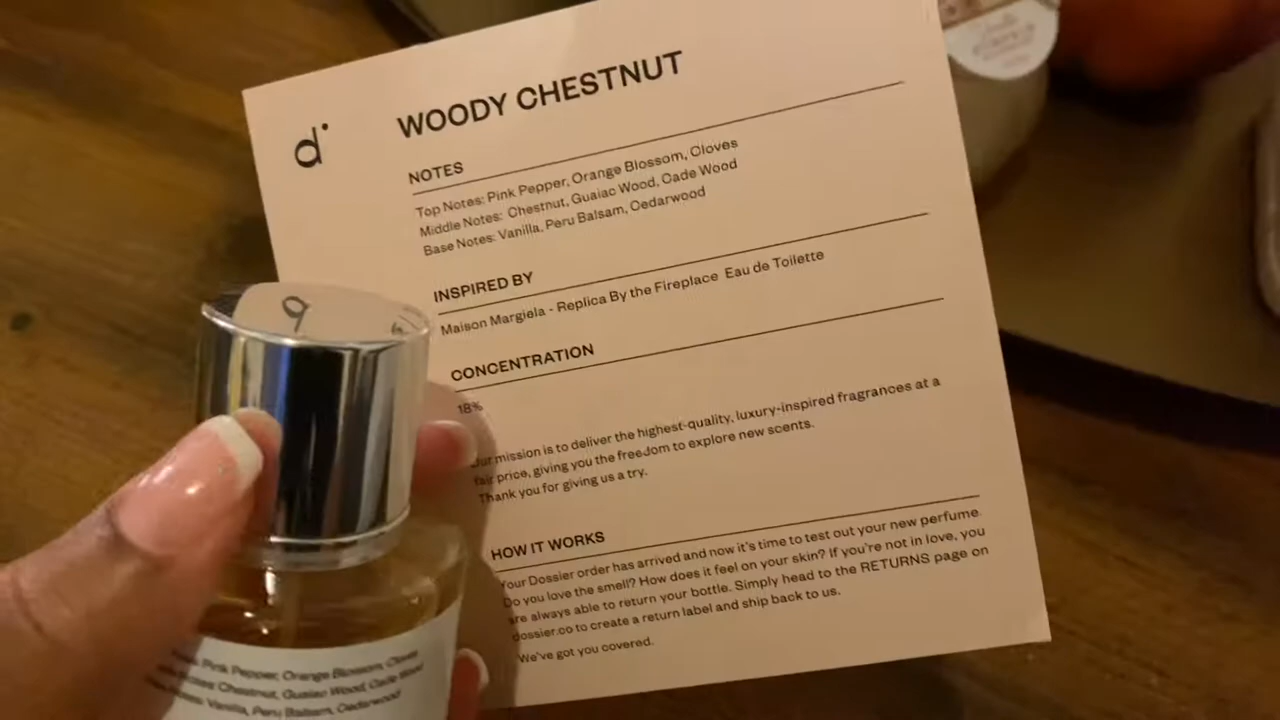 d•
WOODY CHESTNUT
NOTES
Top Notes: Pink Pepper, Orange Blossom, Cloves
Middle Notes: Chestnut, Guaiac Wood, Cade Wood
Base Notes: Vanilla, Peru Balsam, Cedarwood
INSPIRED BY
Maison Margiela - Replica By the Fireplace Eau de Toilette
CONCENTRATION
18%
Our mission is to deliver the highest-quality, luxury-inspired fragrances at a
fair price, giving you the freedom to explore new scents.
Thank you for giving us a try.
HOW IT WORKS
Your Dossier order has arrived and now it's time to test out your new perfume.
Do you love the smell? How does it feel on your skin? If you're not in love, you
are always able to return your bottle. Simply head to the RETURNS page on
dossier.co to create a return label and ship back to us.
We've got you covered.
Pink Pepper, Orange Blossom, Cloves
Chestnut, Guaiac Wood, Cade Wood
Vanilla, Peru Balsam, Cedarwood